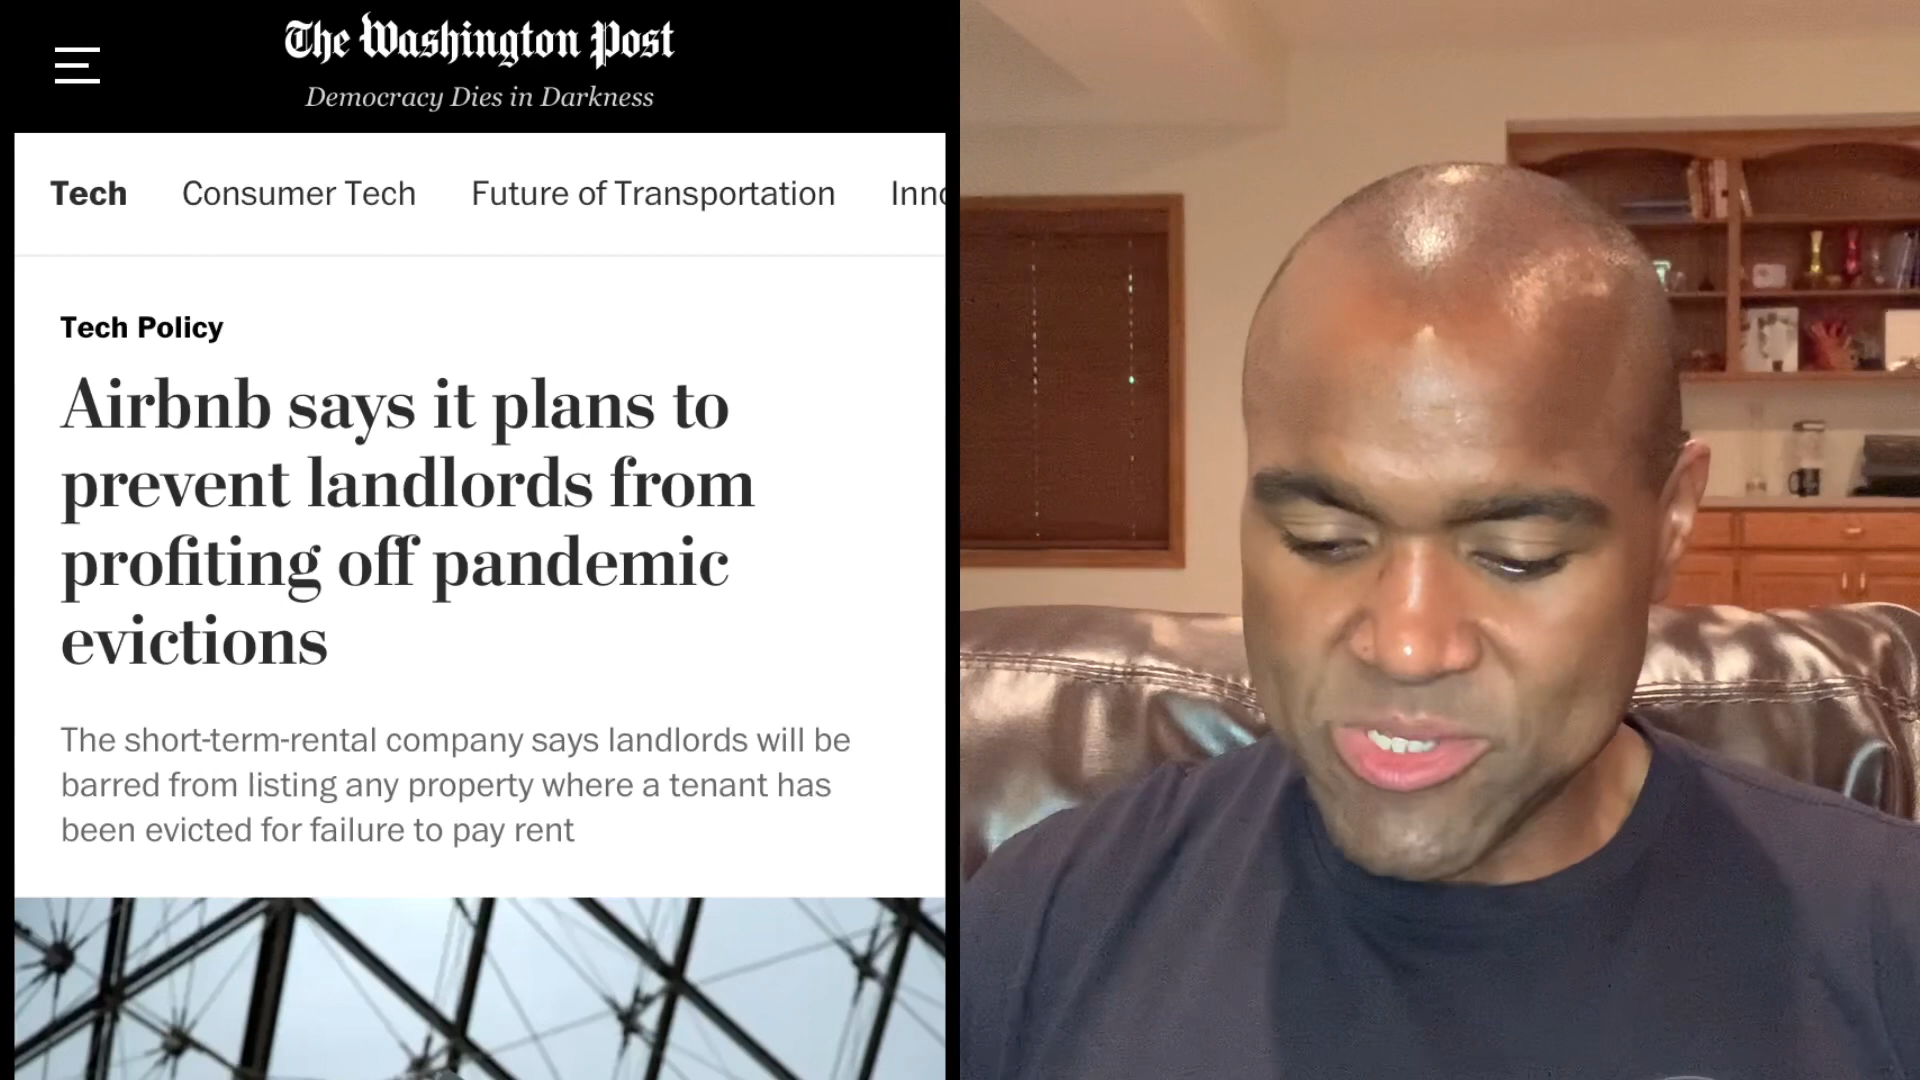 The Washington Post
Democracy Dies in Darkness
Tech Consumer Tech Future of Transportation
Tech Policy
Airbnb says it plans to
prevent landlords from
profiting off pandemic
evictions
The short-term-rental company says landlords will be
barred from listing any property where a tenant has
been evicted for failure to pay rent